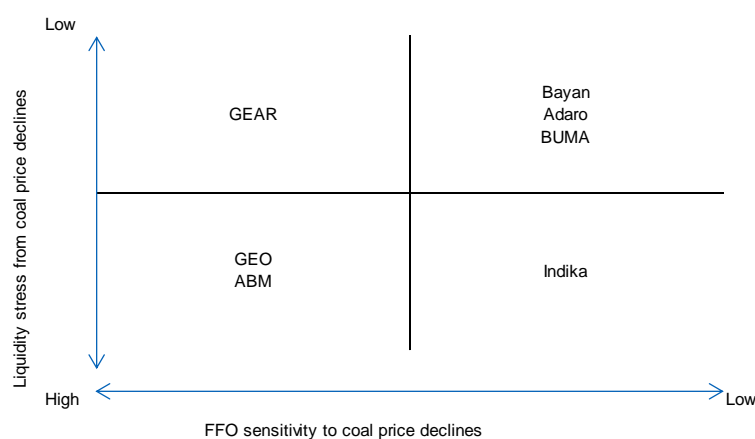 Low
Liquidity stress from coal price declines
GEAR
Bayan
Adaro
BUMA
GEO
ABM
Indika
High
Low
FFO sensitivity to coal price declines